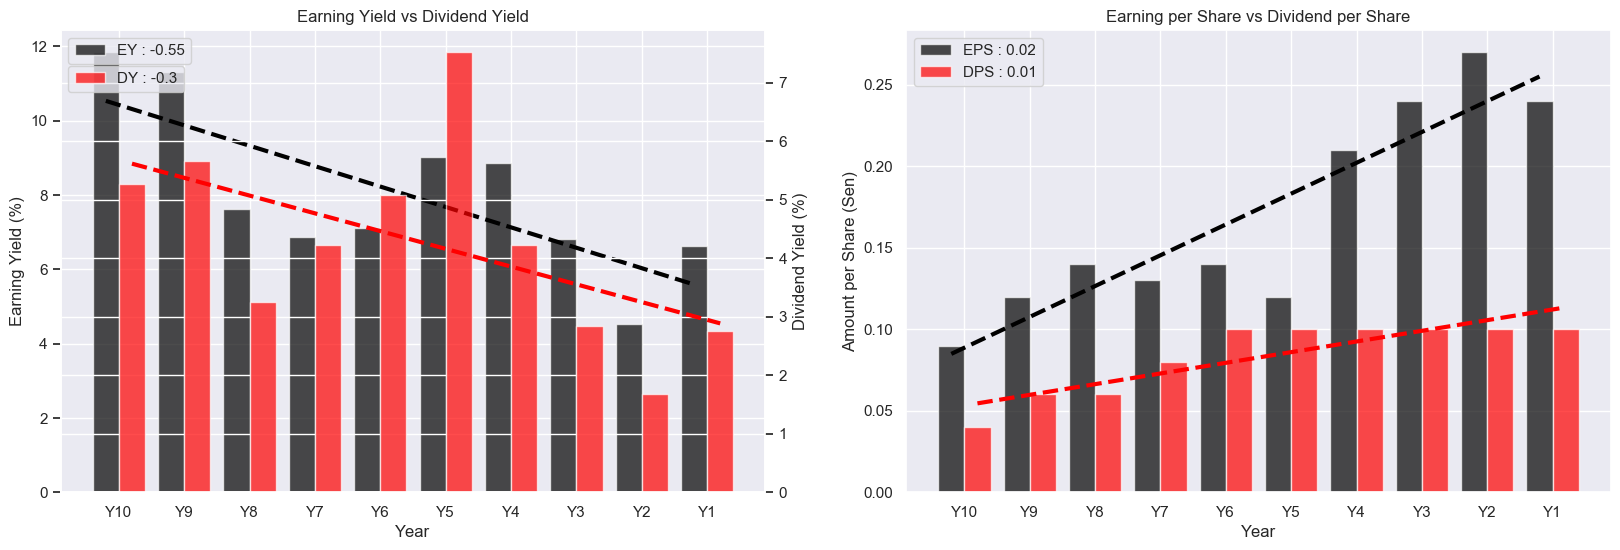 Earning Yield vs Dividend Yield
EY : -0.55
DY : -0.3
Earning Yield (%)
12
10
8
6
4
2
0
Dividend Yield (%)
7
6
5
4
3
2
1
0
Y10 Y9 Y8 Y7 Y6 Y5 Y4 Y3 Y2 Y1
Year
Earning per Share vs Dividend per Share
EPS : 0.02
DPS : 0.01
Amount per Share (Sen)
0.25
0.20
0.15
0.10
0.05
0.00
Y10 Y9 Y8 Y7 Y6 Y5 Y4 Y3 Y2 Y1
Year